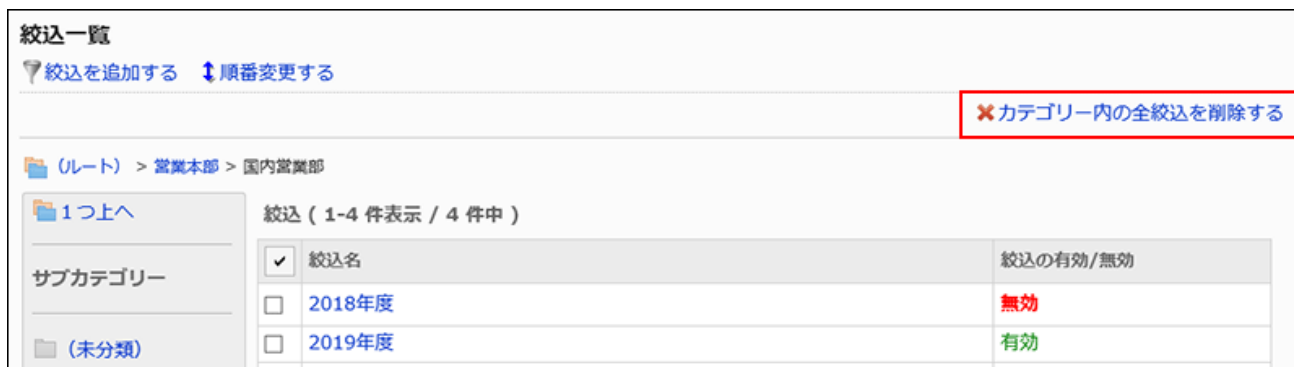 絞込一覧
絞込を追加する 順番変更する
カテゴリー内の全絞込を削除する
(ルート) > 営業本部 > 国内営業部
1つ上へ
サブカテゴリー
(未分類)
絞込 ( 1-4 件表示 / 4 件中 )
絞込名 絞込の有効/無効
2018年度 無効
2019年度 有効